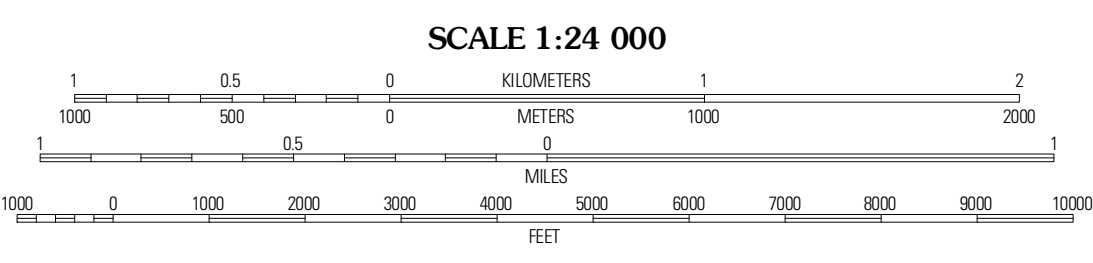 SCALE 1:24 000
1 0.5 0 KILOMETERS 1 2
1000 500 0 METERS 1000 2000
1 0.5 0 1
MILES
1000 0 1000 2000 3000 4000 5000 6000 7000 8000 9000 10000
FEET